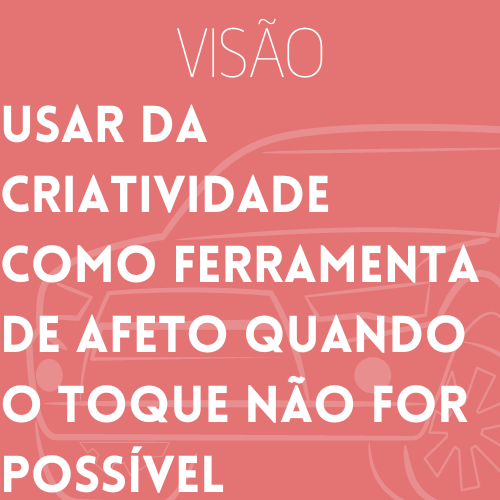 VISÃO
USAR DA
CRIATIVIDADE
COMO FERRAMENTA
DE AFETO QUANDO
O TOQUE NÃO FOR
POSSÍVEL